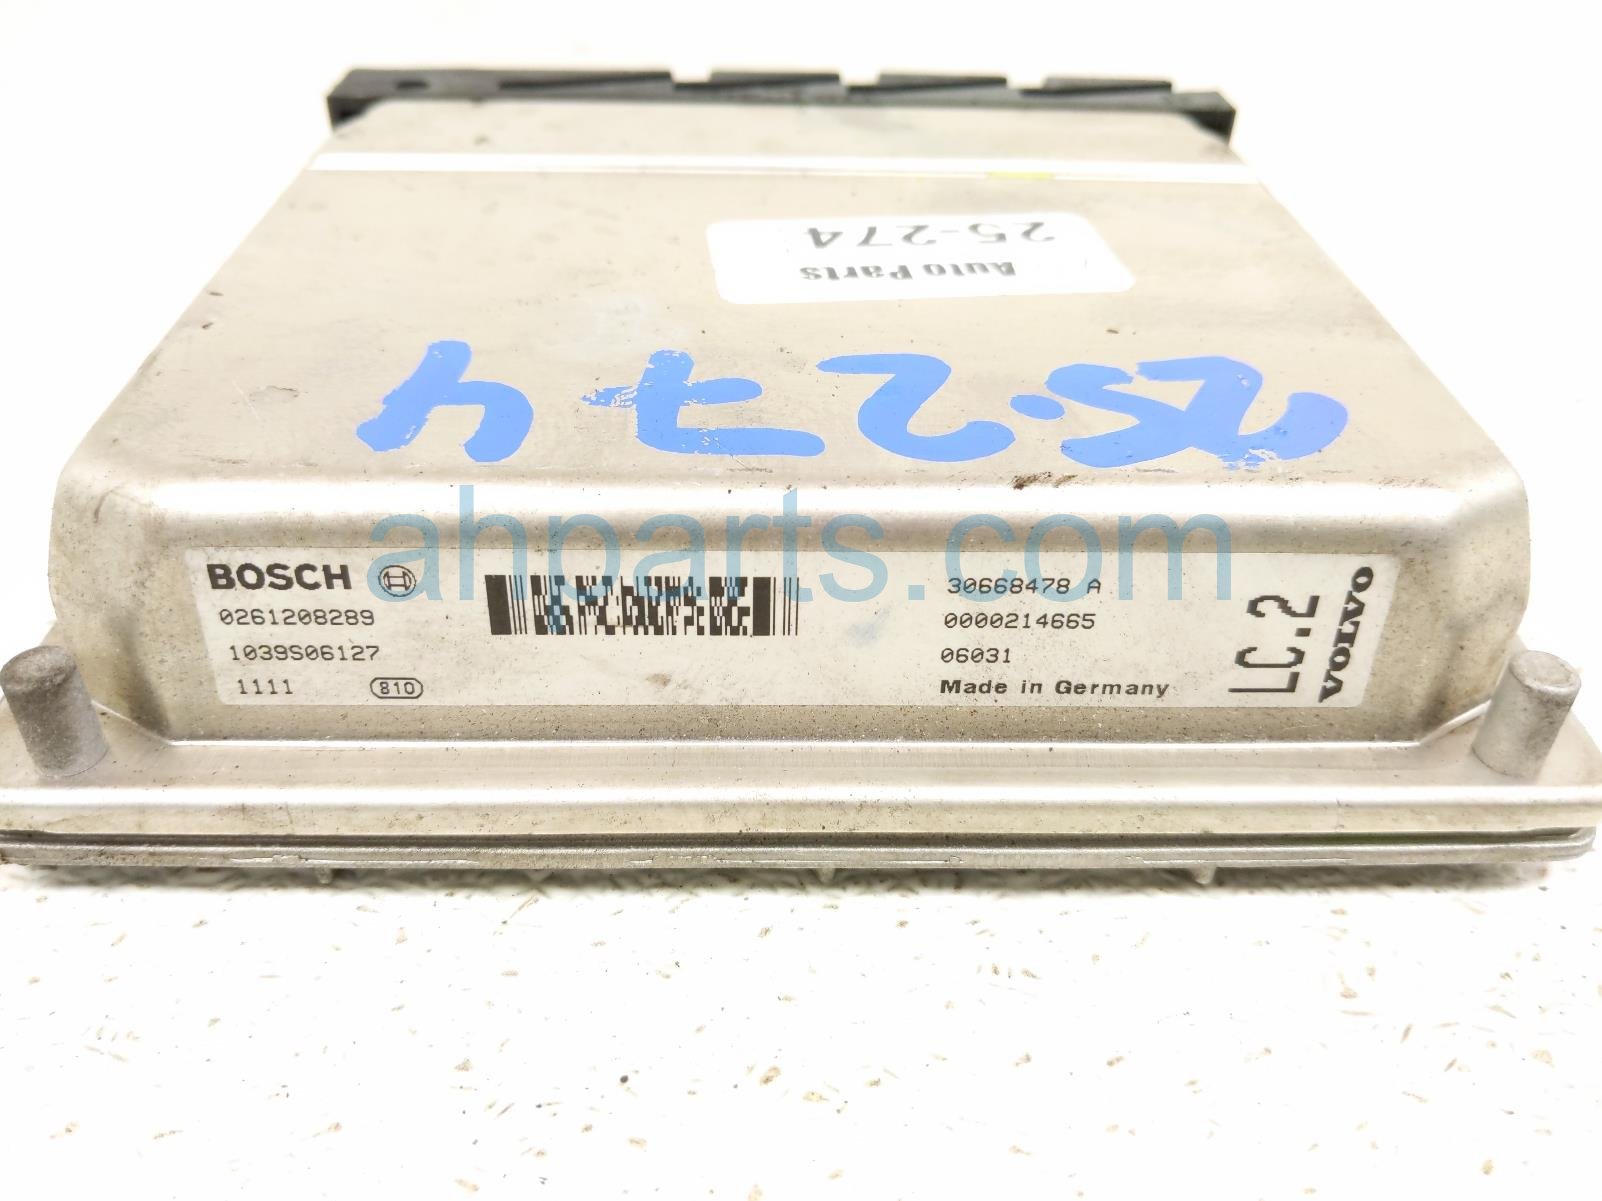 Auto Parts
25-274
25.274
ahparts.com
BOSCH
0261208289
1039S06127
1111 810
30668478 A
0000214665
06031
Made in Germany
LC.2
VOLVO